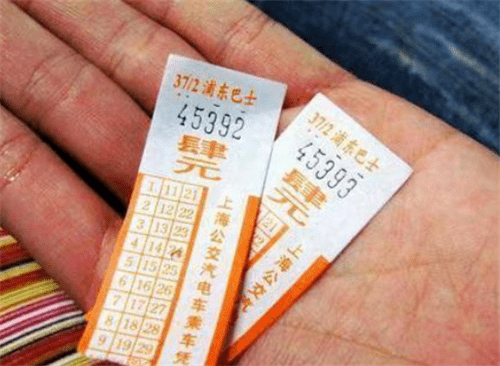 37/2 浦东巴士
45392
肆
元
1 11 21
2 12 22
3 13 23
4 14 24
5 15 25
6 16 26
7 17 27
8 18 28
9 19 29
上海公交汽电车乘车凭
37/2 浦东巴士
45393
肆
元
21
22
上海公交汽